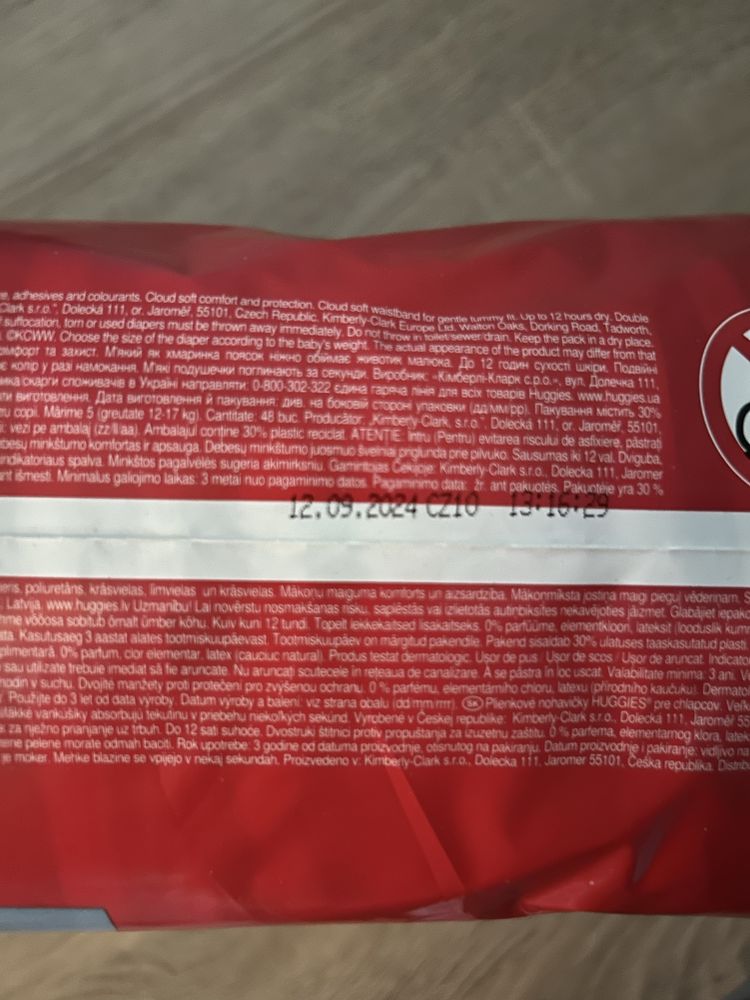 adhesives and colourants. Cloud soft comfort and protection. Cloud soft waistband for gentle tummy fit. Up to 12 hours dry. Double
Clark s.r.o.", Dolecká 111, or. Jaroměř, 55101, Czech Republic. Kimberly-Clark Europe Ltd, Walton Oaks, Dorking Road, Tadworth,
suffocation, torn or used diapers must be thrown away immediately. Do not throw in toilet/sewer drain. Keep the pack in a dry place.
СКСWW. Choose the size of the diaper according to the baby's weight. The actual appearance of the product may differ from that
комфорт та захист. М'який як хмаринка поясок ніжно обіймає животик малюка. До 12 годин сухості шкіри. Подвійні
колір у разі намокання. М'які подушечки поглинають за секунди. Виробник: «Кімберлі-Кларк с.р.о.», вул. Долечка 111,
скарги споживачів в Україні направляти: 0-800-302-322 єдина гаряча лінія для всіх товарів Huggies. www.huggies.ua
виготовлення. Дата виготовлення й пакування: див. на боковій стороні упаковки (дд/мм/рр). Пакування містить 30%
copii. Mărime 5 (greutate 12-17 kg). Cantitate: 48 buc. Producător: „Kimberly-Clark s.r.o.". Dolecká 111, or. Jaroměř, 55101,
vezi pe ambalaj (zz/ll/aa). Ambalajul conține 30% plastic reciclat. ATENȚIE: Întru (Pentru) evitarea riscului de asfixiere, păstrați
minkštumo komfortas ir apsauga. Debesų minkštumo juosmuo švelniai priglunda prie pilvuko. Sausumas iki 12 val. Dviguba
indikatoriaus spalva. Minkštos pagalvėlės sugeria akimirksniu. Gamintojas Čekijoje: Kimberly-Clark s.r.o., Dolecka 111, Jaromer
išmesti. Minimalus galiojimo laikas: 3 metai nuo pagaminimo datos. Pagaminimo data: žr. ant pakuotės. Pakuotėje yra 30 %
12.09.2024 CZ10 13:16:29
poliuretāns, krāsvielas, līmvielas un krāsvielas. Mākoņu maiguma komforts un aizsardzība. Mākoņmīksta jostiņa maigi pieguļ vēderiņam.
Latvija, www.huggies.lv Uzmanību! Lai novērstu nosmakšanas risku, saplēstās vai izlietotās autiņbiksītes nekavējoties jāizmet. Glabājiet
vööosa sobitub õrnalt ümber kõhu. Kuiv kuni 12 tundi. Topelt lekkekaitsed lisakaitseks. 0% parfüüme, elementkloori, lateksit (looduslik
Kasutusaeg 3 aastat alates tootmiskuupäevast. Tootmiskuupäev on märgitud pakendile. Pakend sisaldab 30% ulatuses taaskasutatud
0% parfum, clor elementar, latex (cauciuc natural). Produs testat dermatologic. Ușor de pus / Ușor de scos / Ușor de aruncat.
sau utilizate trebuie imediat să fie aruncate. Nu aruncați scutecele în rețeaua de canalizare. A se păstra în loc uscat. Valabilitate minima: 3 ani.
hodin v suchu. Dvojité manžety proti protečení pro zvýšenou ochranu. 0 % parfému, elementárního chloru, latexu (přírodního kaučuku).
Použijte do 3 let od data výroby. Datum výroby a balení: viz strana obalu (dd mm rrrr) SK Plienkové nohavičky HUGGIES® pre chlapcov.
vankúšiky absorbujú tekutinu v priebehu niekoľkých sekúnd. Vyrobené v Českej republike: Kimberly-Clark s.r.o., Dolecká 111, Jaroměř
za nježno prianjanje uz trbuh. Do 12 sati suhoće. Dvostruki štitnici protiv propuštanja za izuzetnu zaštitu. 0 % parfema, elementarnog klora,
pelene morate odmah baciti. Rok upotrebe: 3 godine od datuma proizvodnje, otisnutog na pakiranju. Datum proizvodnje i pakiranje: vidljivo
je moker. Mehke blazine se vpijejo v nekaj sekundah. Proizvedeno v: Kimberly-Clark s.r.o., Dolecka 111, Jaromer 55101, Češka republika.